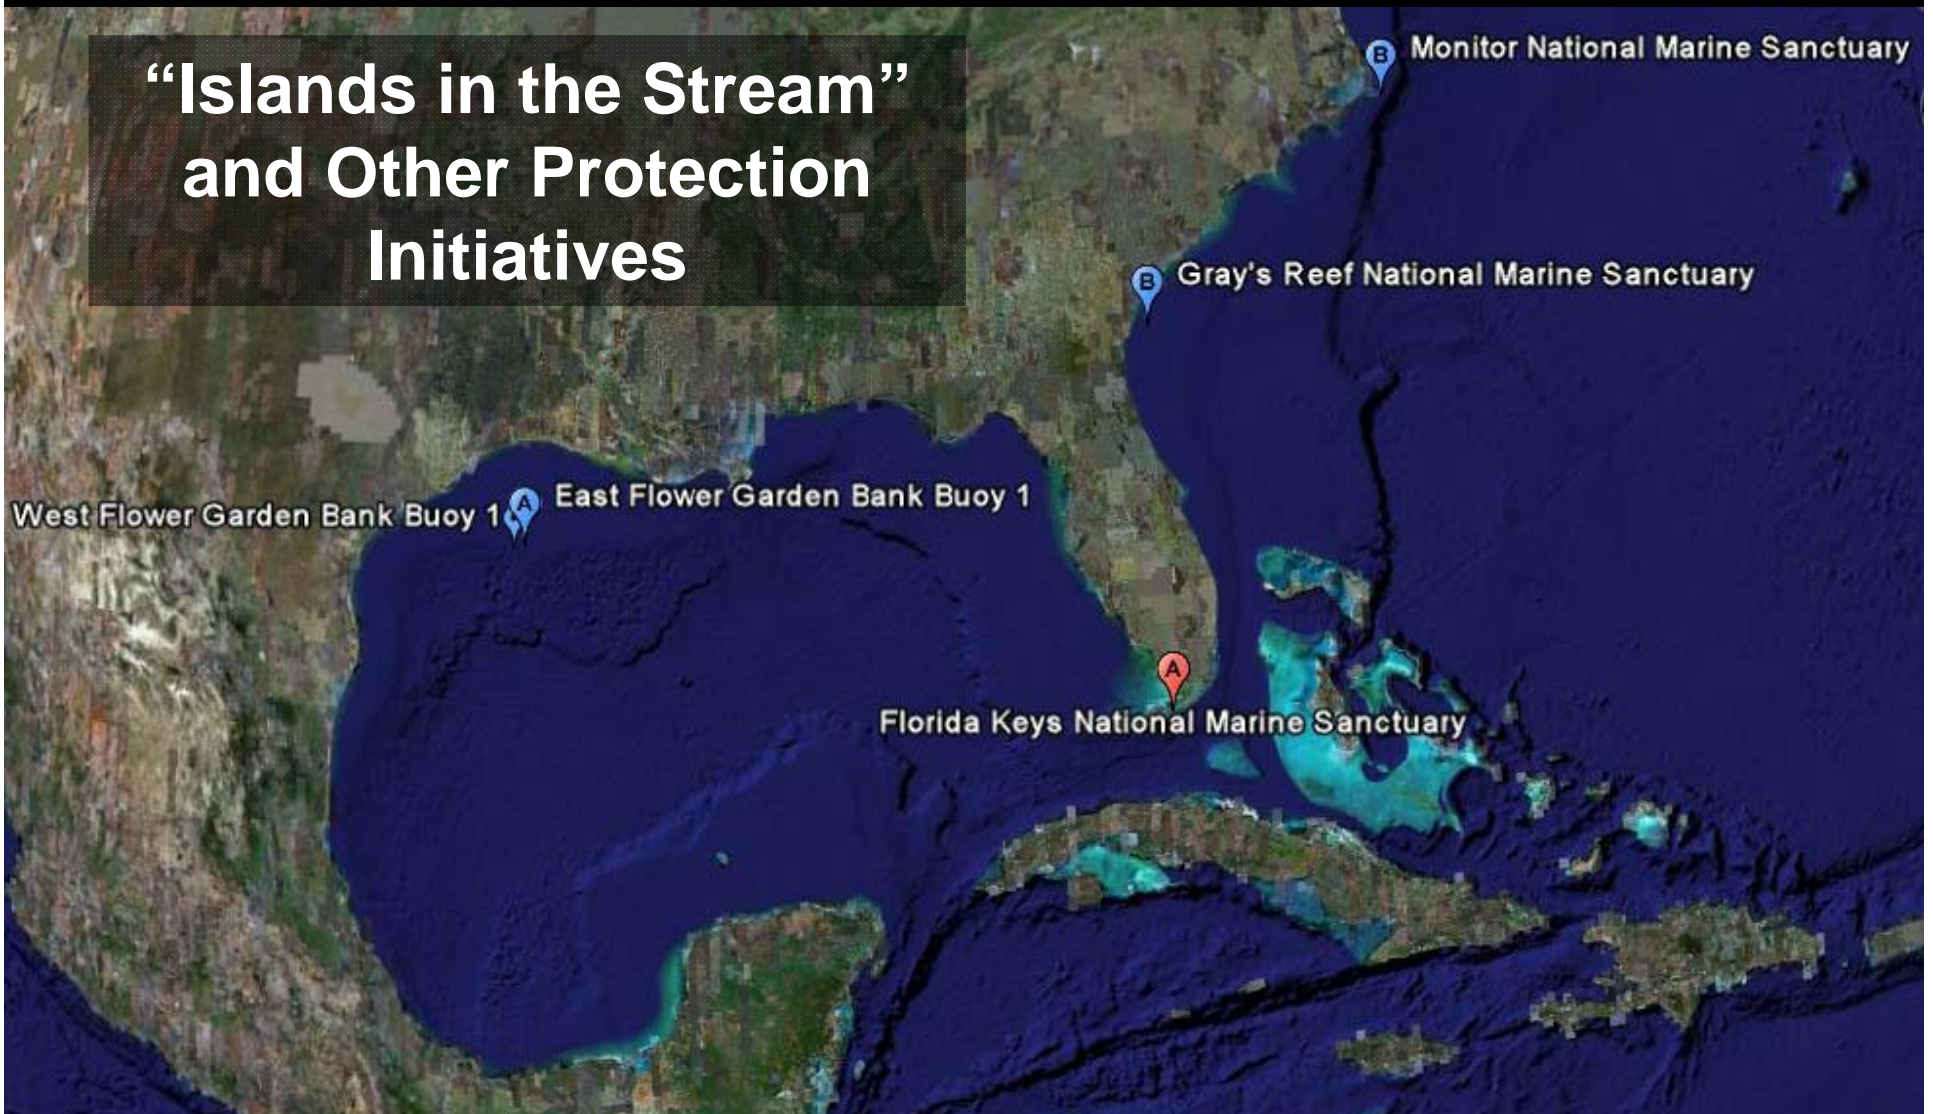 “Islands in the Stream”
and Other Protection
Initiatives
B Monitor National Marine Sanctuary
B Gray's Reef National Marine Sanctuary
A East Flower Garden Bank Buoy 1
West Flower Garden Bank Buoy 1
A
Florida Keys National Marine Sanctuary